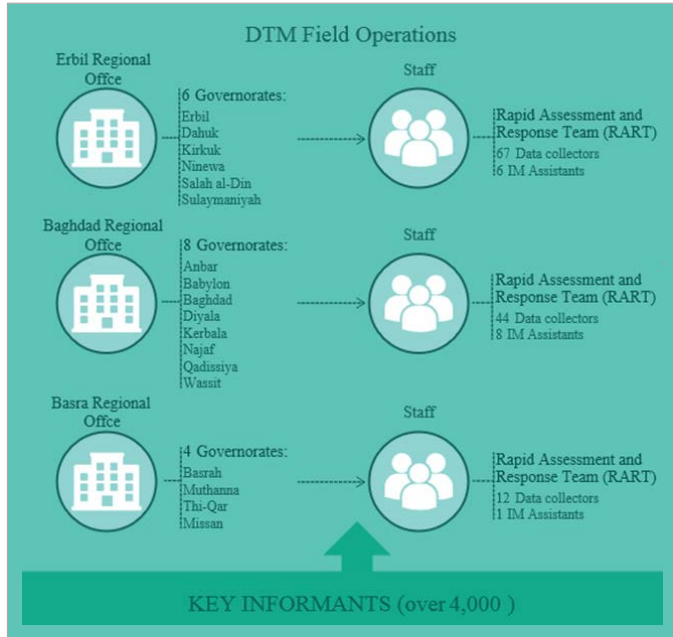 DTM Field Operations
Erbil Regional
Offce
6 Governorates:
Erbil
Dahuk
Kirkuk
Ninewa
Salah al-Din
Sulaymaniyah
Staff
Rapid Assessment and
Response Team (RART)
67 Data collectors
6 IM Assistants
Baghdad Regional
Offce
8 Governorates:
Anbar
Babylon
Baghdad
Diyala
Kerbala
Najaf
Qadissiya
Wassit
Staff
Rapid Assessment and
Response Team (RART)
44 Data collectors
8 IM Assistants
Basra Regional
Offce
4 Governorates:
Basrah
Muthanna
Thi-Qar
Missan
Staff
Rapid Assessment and
Response Team (RART)
12 Data collectors
1 IM Assistants
KEY INFORMANTS (over 4,000 )